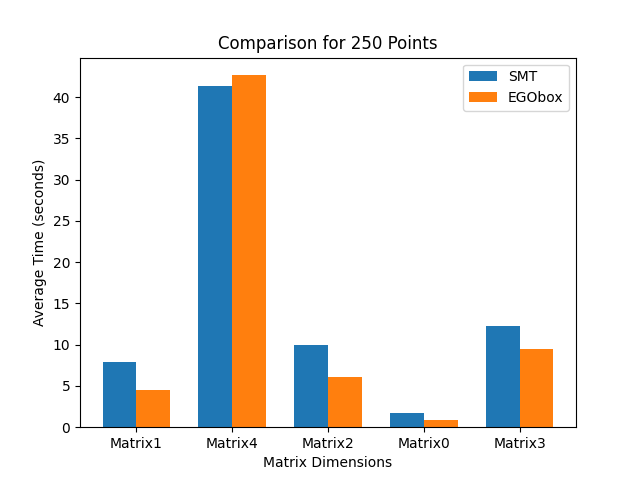 Comparison for 250 Points
SMT
EGObox
Average Time (seconds)
40
35
30
25
20
15
10
5
0
Matrix1 Matrix4 Matrix2 Matrix0 Matrix3
Matrix Dimensions